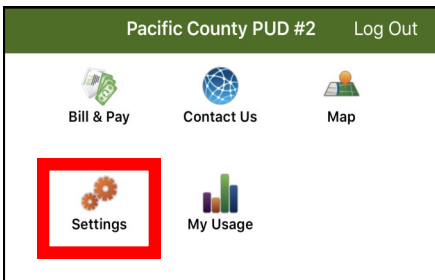 Pacific County PUD #2 Log Out
Bill & Pay Contact Us Map
Settings My Usage